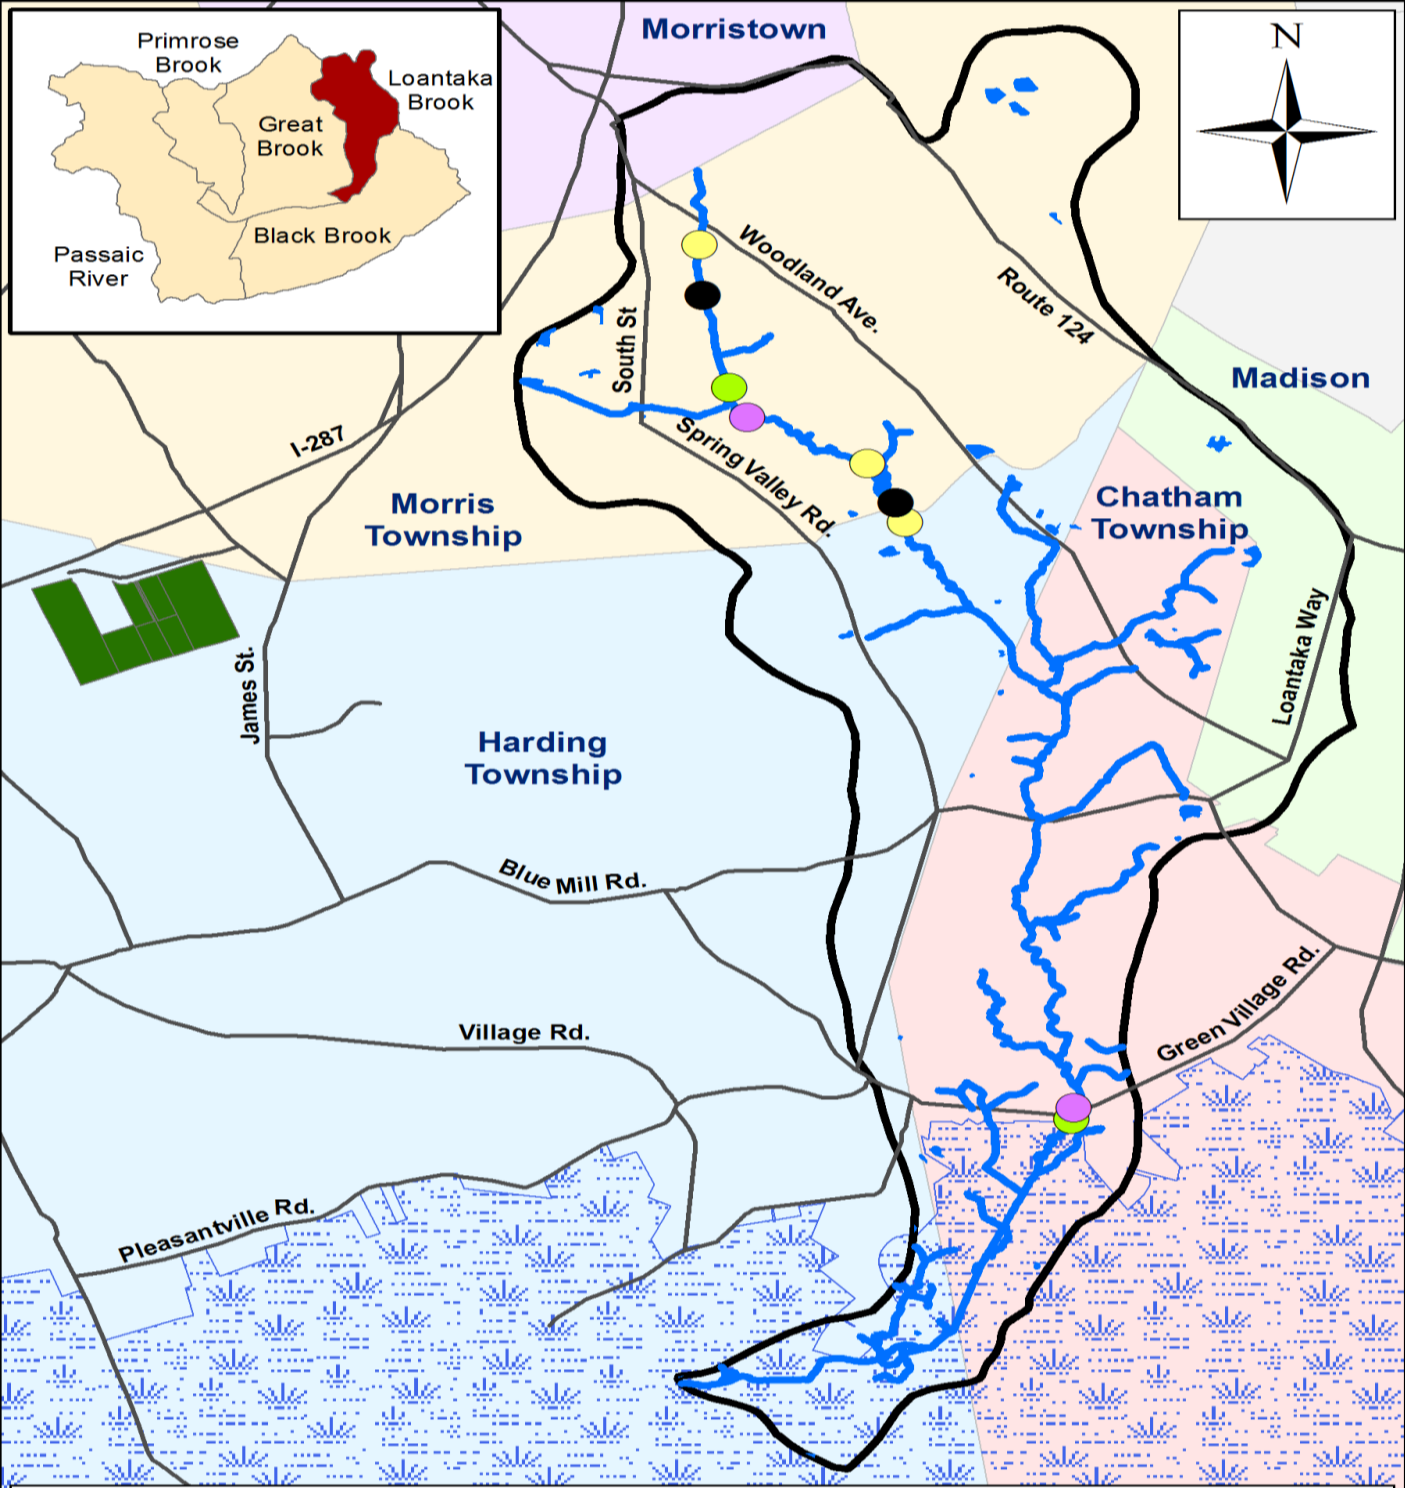 Primrose
Brook
Loantaka
Brook
Great
Brook
Black Brook
Passaic
River
Morristown
N
Woodland Ave.
Route 124
South St
Madison
I-287
Spring Valley Rd.
Morris
Township
Chatham
Township
Loantaka Way
James St.
Harding
Township
Blue Mill Rd.
Village Rd.
Green Village Rd.
Pleasantville Rd.